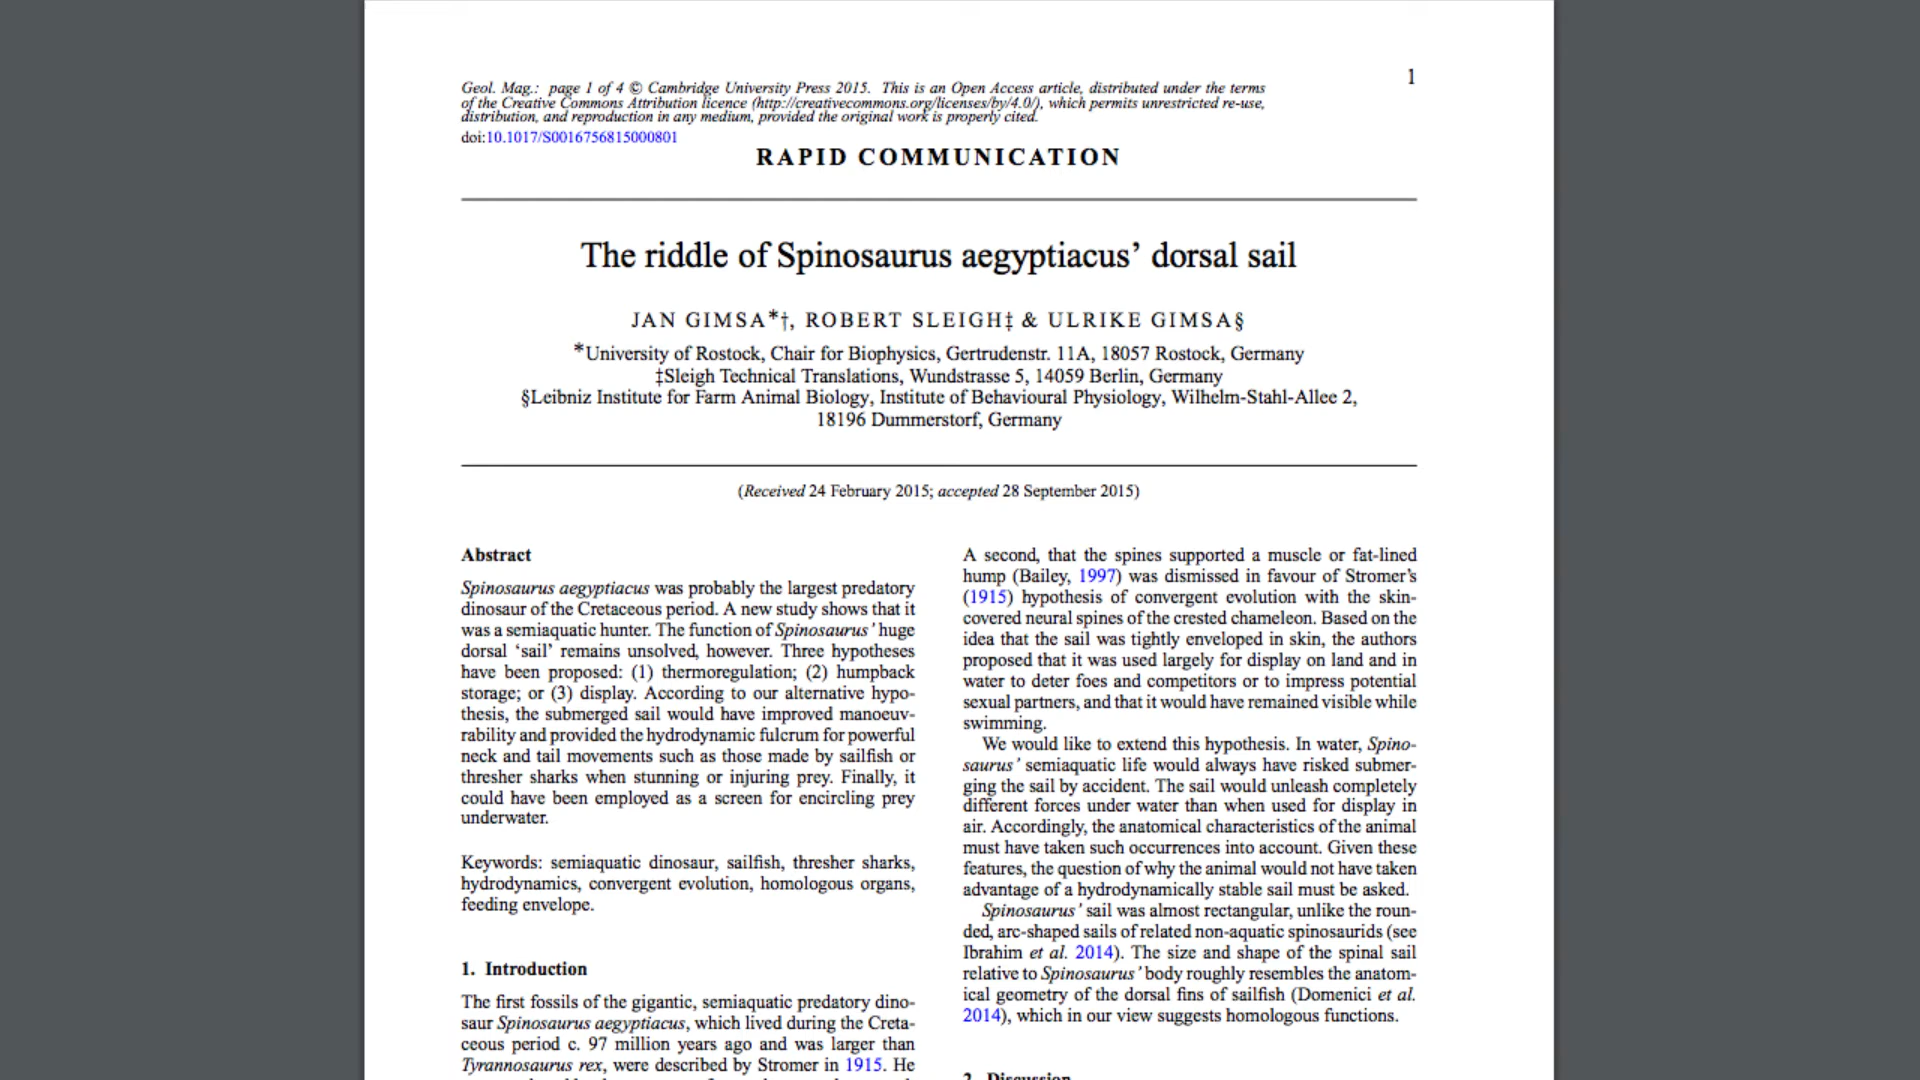 1
Geol. Mag.: page 1 of 4 © Cambridge University Press 2015. This is an Open Access article, distributed under the terms
of the Creative Commons Attribution licence (http://creativecommons.org/licenses/by/4.0/), which permits unrestricted re-use,
distribution, and reproduction in any medium, provided the original work is properly cited.
doi:10.1017/S0016756815000801
RAPID COMMUNICATION
The riddle of Spinosaurus aegyptiacus’ dorsal sail
JAN GIMSA*†, ROBERT SLEIGH‡ & ULRIKE GIMSA§
*University of Rostock, Chair for Biophysics, Gertrudenstr. 11A, 18057 Rostock, Germany
‡Sleigh Technical Translations, Wundstrasse 5, 14059 Berlin, Germany
§Leibniz Institute for Farm Animal Biology, Institute of Behavioural Physiology, Wilhelm-Stahl-Allee 2,
18196 Dummerstorf, Germany
(Received 24 February 2015; accepted 28 September 2015)
Abstract
Spinosaurus aegyptiacus was probably the largest predatory
dinosaur of the Cretaceous period. A new study shows that it
was a semiaquatic hunter. The function of Spinosaurus’ huge
dorsal ‘sail’ remains unsolved, however. Three hypotheses
have been proposed: (1) thermoregulation; (2) humpback
storage; or (3) display. According to our alternative hypo-
thesis, the submerged sail would have improved manoeuv-
rability and provided the hydrodynamic fulcrum for powerful
neck and tail movements such as those made by sailfish or
thresher sharks when stunning or injuring prey. Finally, it
could have been employed as a screen for encircling prey
underwater.
Keywords: semiaquatic dinosaur, sailfish, thresher sharks,
hydrodynamics, convergent evolution, homologous organs,
feeding envelope.
1. Introduction
The first fossils of the gigantic, semiaquatic predatory dino-
saur Spinosaurus aegyptiacus, which lived during the Creta-
ceous period c. 97 million years ago and was larger than
Tyrannosaurus rex, were described by Stromer in 1915. He
A second, that the spines supported a muscle or fat-lined
hump (Bailey, 1997) was dismissed in favour of Stromer’s
(1915) hypothesis of convergent evolution with the skin-
covered neural spines of the crested chameleon. Based on the
idea that the sail was tightly enveloped in skin, the authors
proposed that it was used largely for display on land and in
water to deter foes and competitors or to impress potential
sexual partners, and that it would have remained visible while
swimming.
We would like to extend this hypothesis. In water, Spino-
saurus’ semiaquatic life would always have risked submer-
ging the sail by accident. The sail would unleash completely
different forces under water than when used for display in
air. Accordingly, the anatomical characteristics of the animal
must have taken such occurrences into account. Given these
features, the question of why the animal would not have taken
advantage of a hydrodynamically stable sail must be asked.
Spinosaurus’ sail was almost rectangular, unlike the roun-
ded, arc-shaped sails of related non-aquatic spinosaurids (see
Ibrahim et al. 2014). The size and shape of the spinal sail
relative to Spinosaurus’ body roughly resembles the anatom-
ical geometry of the dorsal fins of sailfish (Domenici et al.
2014), which in our view suggests homologous functions.
2. Discussion